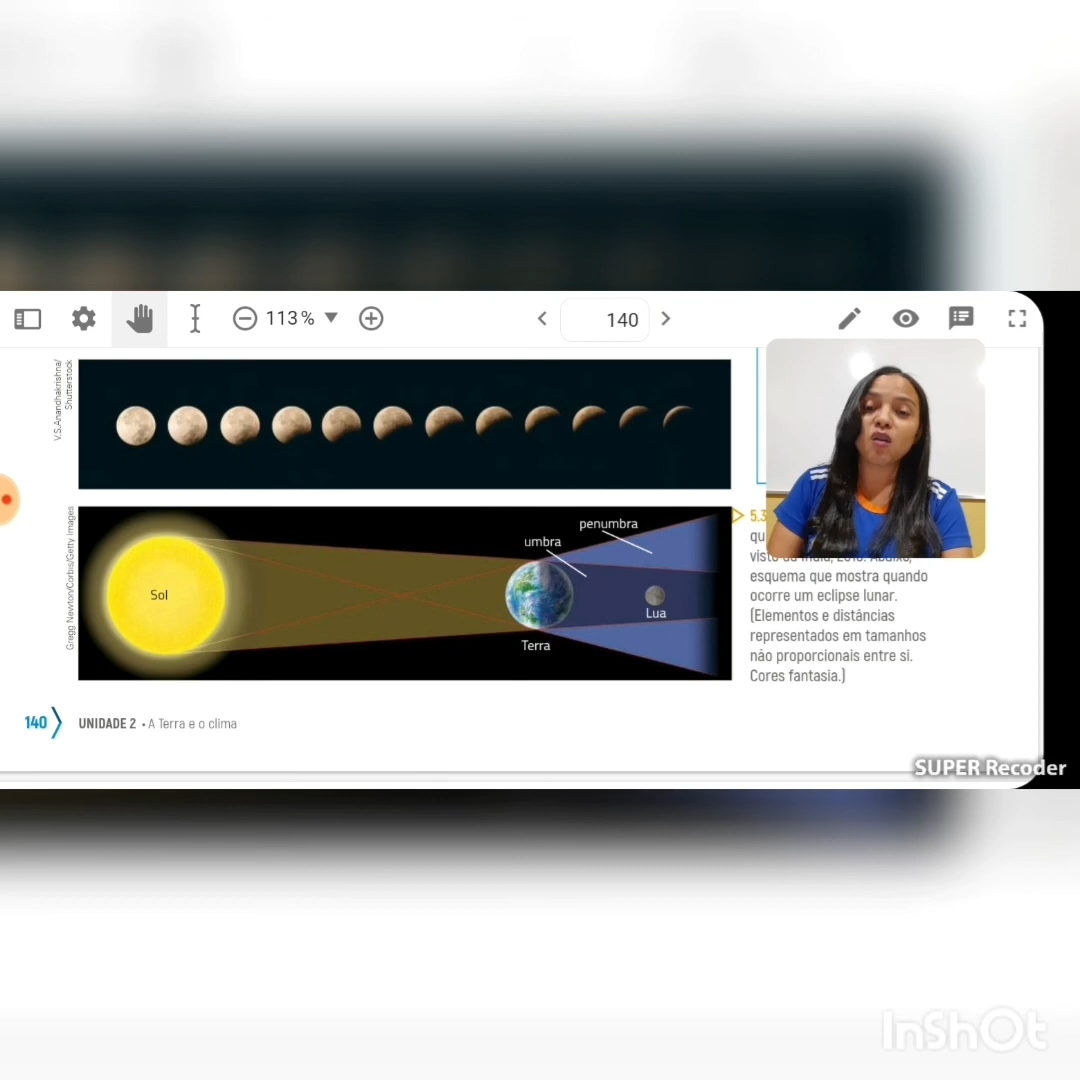 113%
140
V.S.Anandhakrishna/
Shutterstock
Gregg Newton/Corbis/Getty Images
Sol
umbra
penumbra
Lua
Terra
5.3
qu
esquema que mostra quando
ocorre um eclipse lunar.
(Elementos e distâncias
representados em tamanhos
não proporcionais entre si.
Cores fantasia.)
140 UNIDADE 2 • A Terra e o clima
SUPER Recoder
InShOt